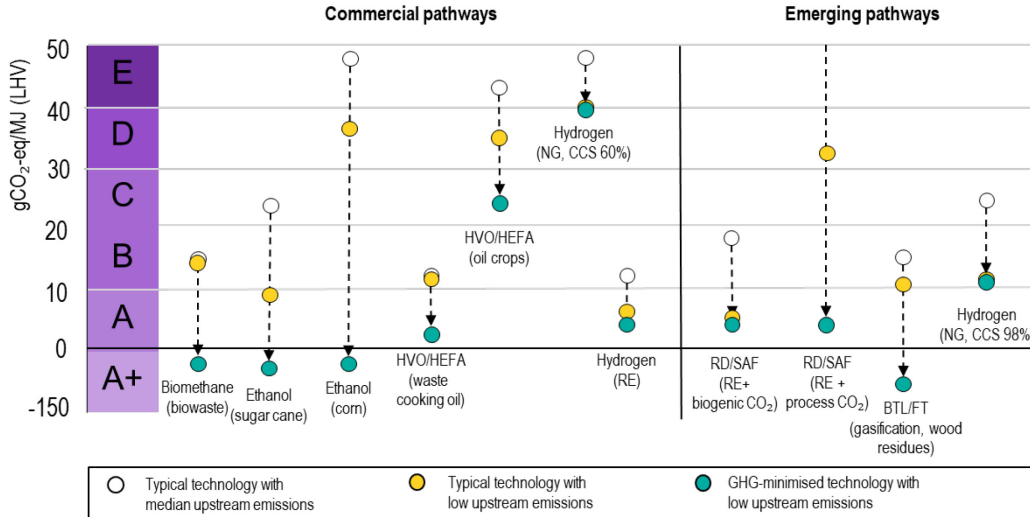 Commercial pathways
Emerging pathways
gCO₂-eq/MJ (LHV)
50
40
30
20
10
0
-150
E
D
C
B
A
A+
Biomethane
(biowaste)
Ethanol
(sugar cane)
Ethanol
(corn)
HVO/HEFA
(waste
cooking oil)
HVO/HEFA
(oil crops)
Hydrogen
(NG, CCS 60%)
Hydrogen
(RE)
RD/SAF
(RE+
biogenic CO₂)
RD/SAF
(RE +
process CO₂)
BTL/FT
(gasification, wood
residues)
Hydrogen
(NG, CCS 98%
Typical technology with
median upstream emissions
Typical technology with
low upstream emissions
GHG-minimised technology with
low upstream emissions